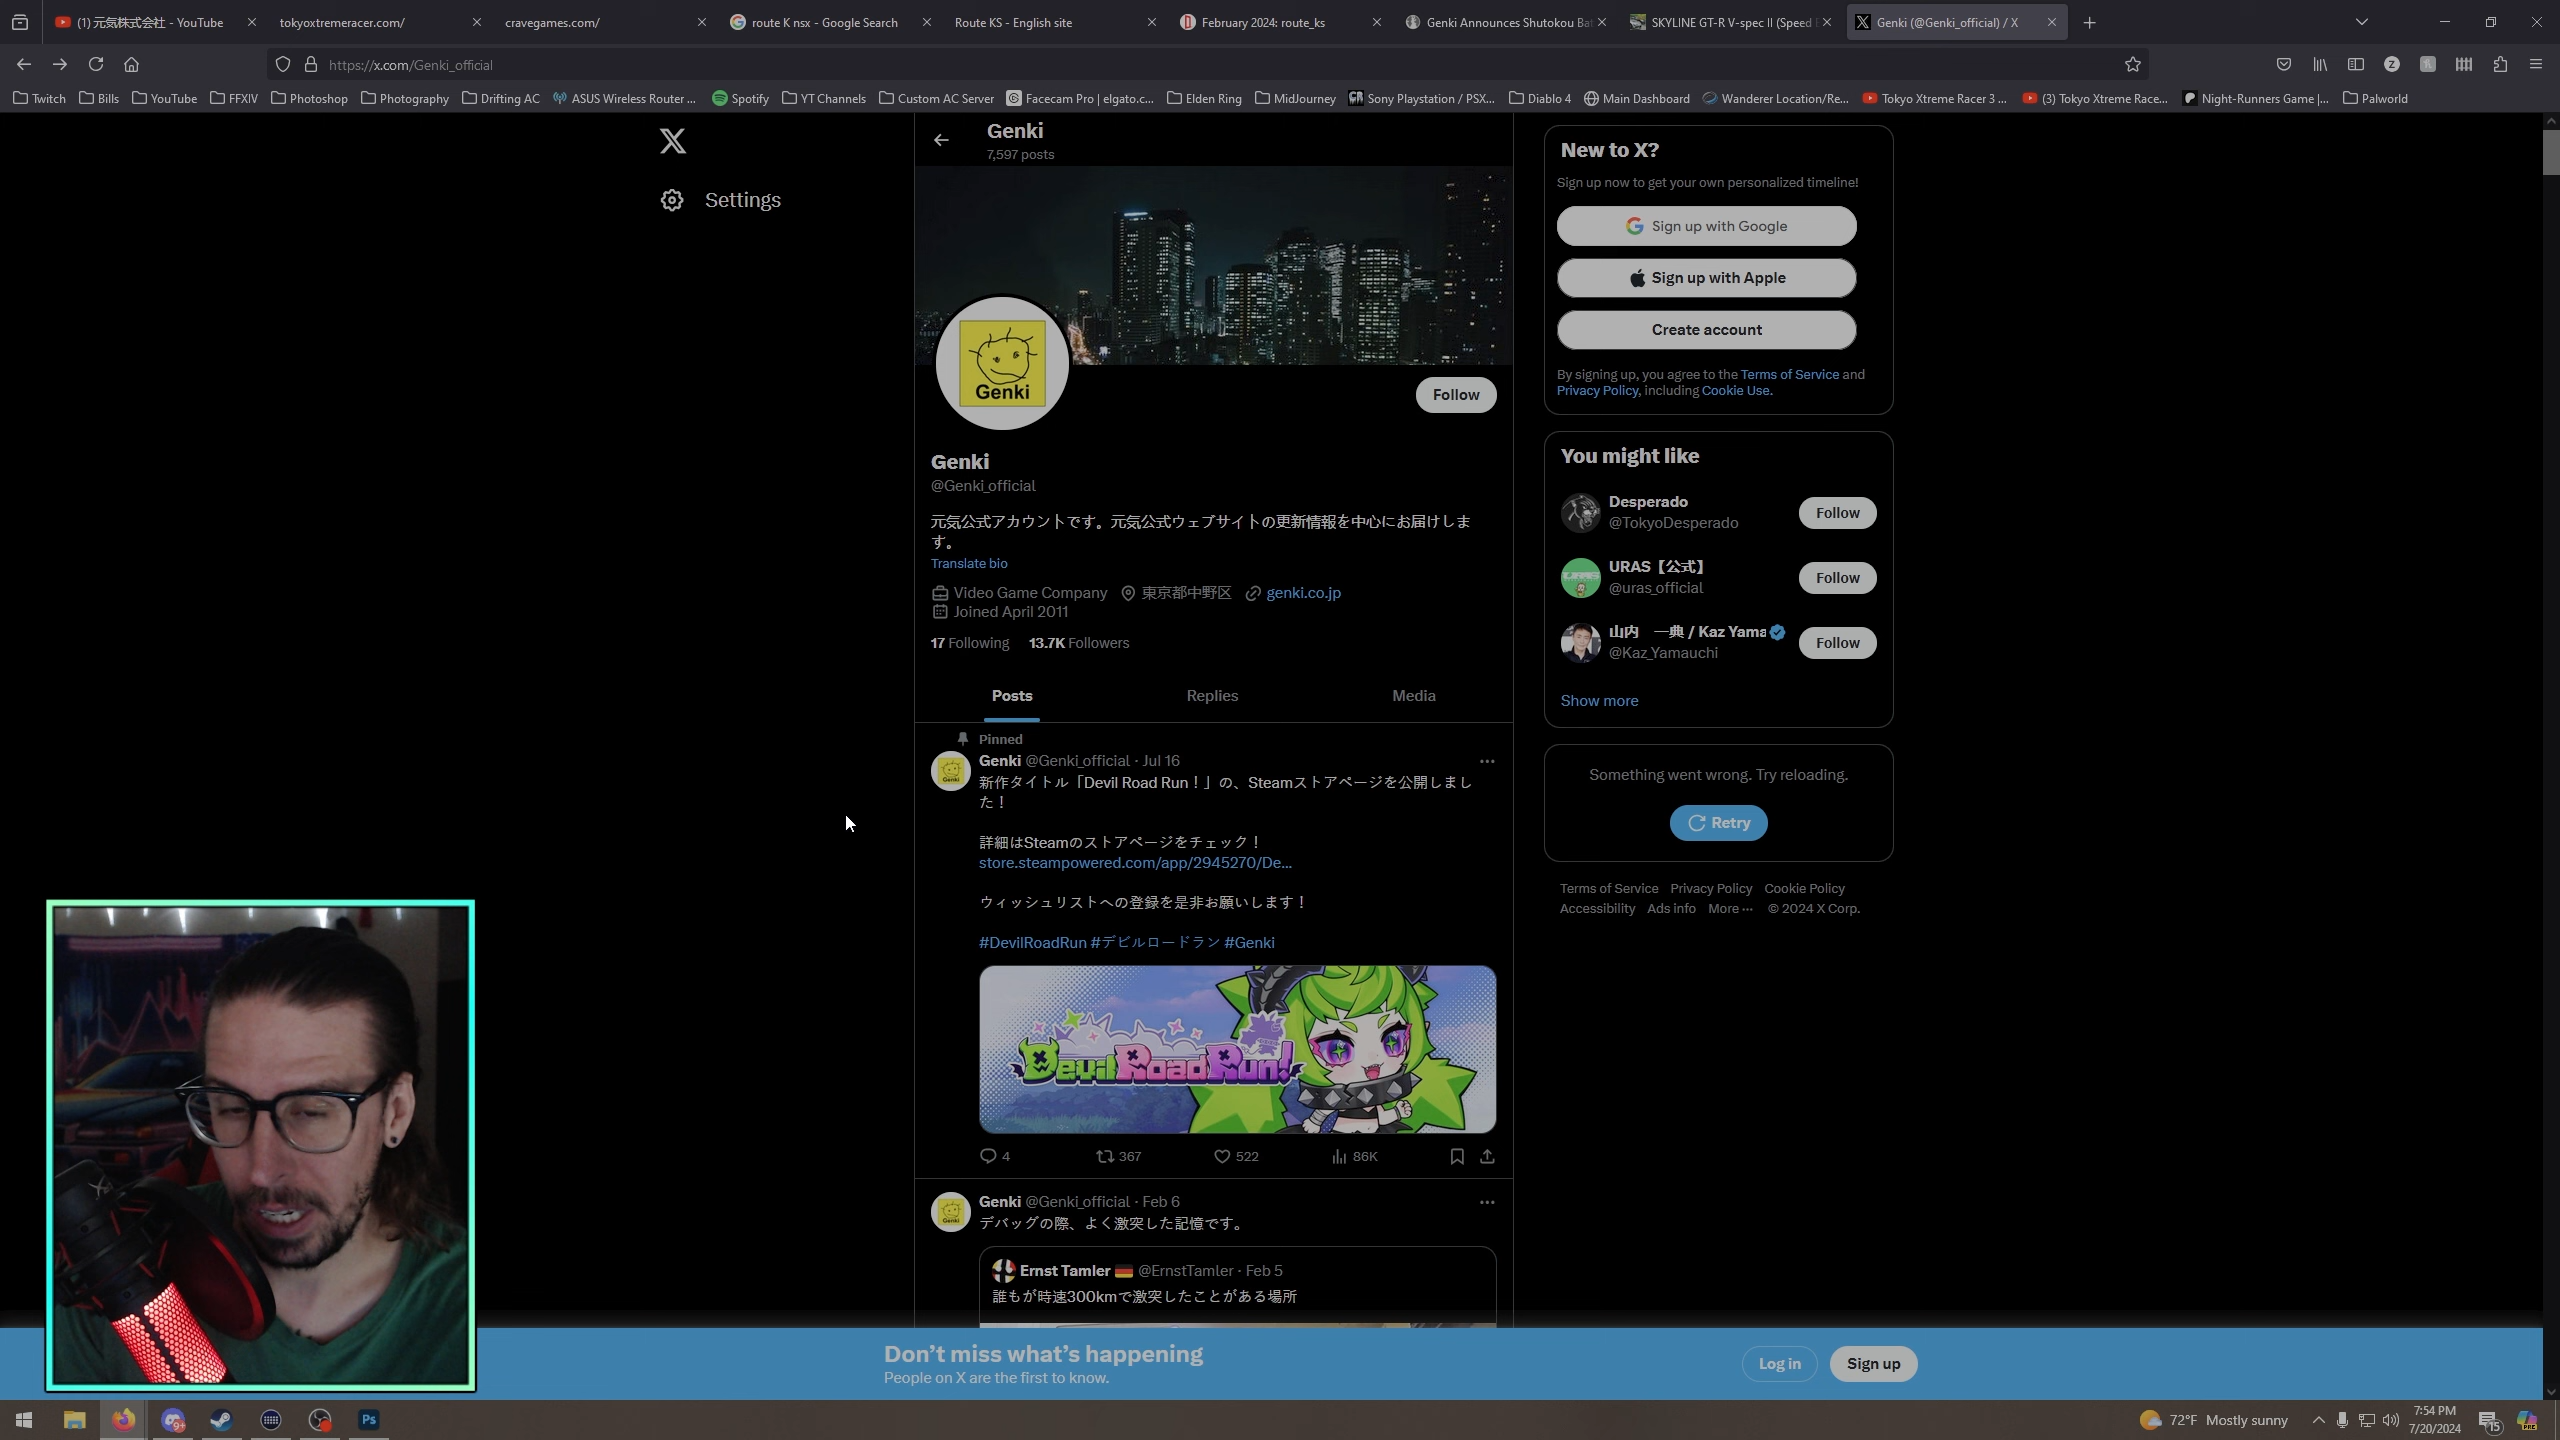 (1) 元気株式会社 - YouTube
tokyoxtremeracer.com/
cravegames.com/
route K nsx - Google Search
Route KS - English site
February 2024: route_ks
Genki Announces Shutokou Bat
SKYLINE GT-R V-spec II (Speed
Genki (@Genki_official) / X
https://x.com/Genki_official
Twitch
Bills
YouTube
FFXIV
Photoshop
Photography
Drifting AC
ASUS Wireless Router ...
Spotify
YT Channels
Custom AC Server
Facecam Pro | elgato.c...
Elden Ring
MidJourney
Sony Playstation / PSX...
Diablo 4
Main Dashboard
Wanderer Location/Re...
Tokyo Xtreme Racer 3 ...
(3) Tokyo Xtreme Race...
Night-Runners Game |...
Palworld
Settings
Genki
7,597 posts
Genki
Follow
Genki
@Genki_official
元気公式アカウントです。元気公式ウェブサイトの更新情報を中心にお届けしま
す。
Translate bio
Video Game Company 東京都中野区 genki.co.jp
Joined April 2011
17 Following 13.7K Followers
Posts Replies Media
Pinned
Genki @Genki_official · Jul 16
新作タイトル「Devil Road Run！」の、Steamストアページを公開しまし
た！
詳細はSteamのストアページをチェック！
store.steampowered.com/app/2945270/De...
ウィッシュリストへの登録を是非お願いします！
#DevilRoadRun #デビルロードラン #Genki
Devil Road Run!
4 367 522 86K
Genki @Genki_official · Feb 6
デバッグの際、よく激突した記憶です。
Ernst Tamler @ErnstTamler · Feb 5
誰もが時速300kmで激突したことがある場所
New to X?
Sign up now to get your own personalized timeline!
Sign up with Google
Sign up with Apple
Create account
By signing up, you agree to the Terms of Service and
Privacy Policy, including Cookie Use.
You might like
Desperado
@TokyoDesperado
Follow
URAS【公式】
@uras_official
Follow
山内　一典 / Kaz Yama
@Kaz_Yamauchi
Follow
Show more
Something went wrong. Try reloading.
Retry
Terms of Service Privacy Policy Cookie Policy
Accessibility Ads info More ··· © 2024 X Corp.
Don’t miss what’s happening
People on X are the first to know.
Log in
Sign up
9+
Ps
72°F Mostly sunny
7:54 PM
7/20/2024
15